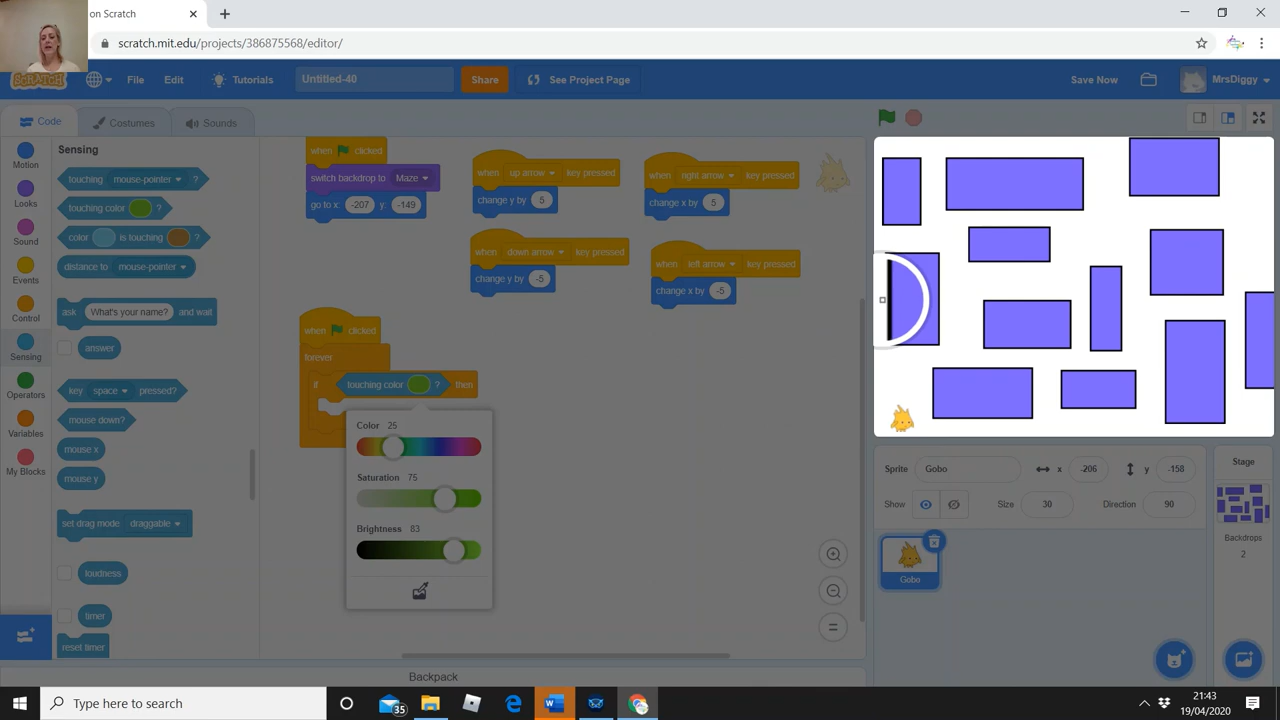 on Scratch
scratch.mit.edu/projects/386875568/editor/
SCRATCH
File
Edit
Tutorials
Untitled-40
Share
See Project Page
Save Now
MrsDiggy
Code
Costumes
Sounds
Motion
Looks
Sound
Events
Control
Sensing
Operators
Variables
My Blocks
Sensing
touching mouse-pointer ?
touching color ?
color is touching ?
distance to mouse-pointer
ask What's your name? and wait
answer
key space pressed?
mouse down?
mouse x
mouse y
set drag mode draggable
loudness
timer
reset timer
when clicked
switch backdrop to Maze
go to x: -207 y: -149
when up arrow key pressed
change y by 5
when right arrow key pressed
change x by 5
when down arrow key pressed
change y by -5
when left arrow key pressed
change x by -5
when clicked
forever
if touching color ? then
Color 25
Saturation 75
Brightness 83
Backpack
Sprite Gobo x -206 y -158
Show Size 30 Direction 90
Gobo
Stage
Backdrops
2
Type here to search
35
21:43
19/04/2020